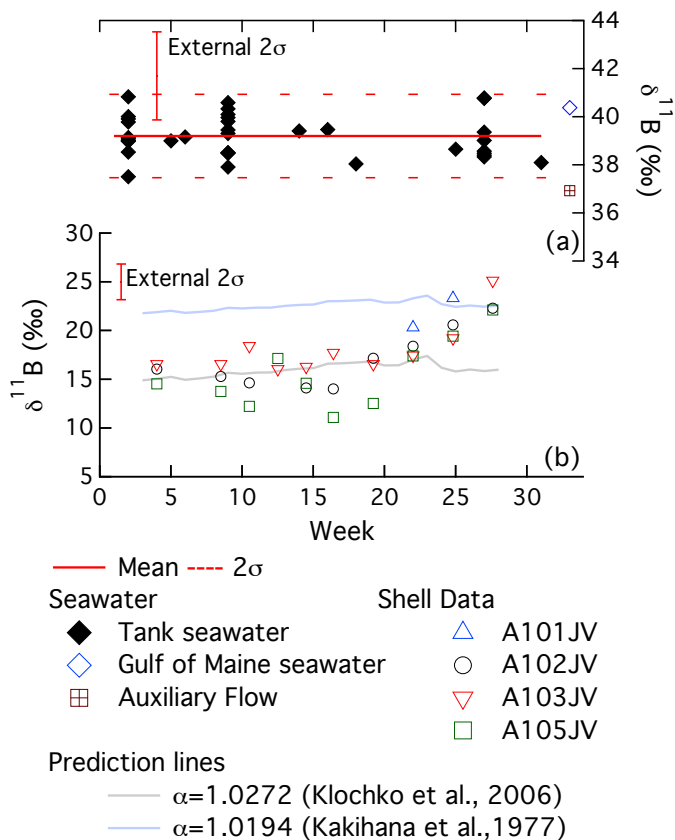 44
External 2σ
42
40
38
36
34
δ11B (‰)
(a)
30
25
20
15
10
5
External 2σ
δ11B (‰)
(b)
0 5 10 15 20 25 30
Week
Mean 2σ
Seawater Shell Data
Tank seawater A101JV
Gulf of Maine seawater A102JV
Auxiliary Flow A103JV
A105JV
Prediction lines
α=1.0272 (Klochko et al., 2006)
α=1.0194 (Kakihana et al.,1977)